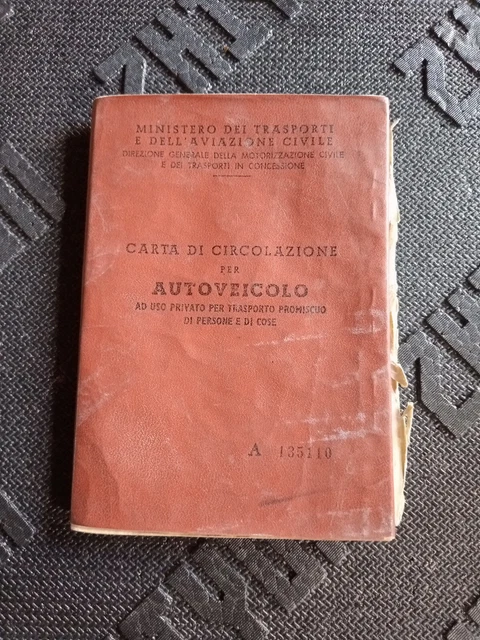 MINISTERO DEI TRASPORTI
E DELL'AVIAZIONE CIVILE
DIREZIONE GENERALE DELLA MOTORIZZAZIONE CIVILE
E DEI TRASPORTI IN CONCESSIONE
CARTA DI CIRCOLAZIONE
PER
AUTOVEICOLO
AD USO PRIVATO PER TRASPORTO PROMISCUO
DI PERSONE E DI COSE
A 135110